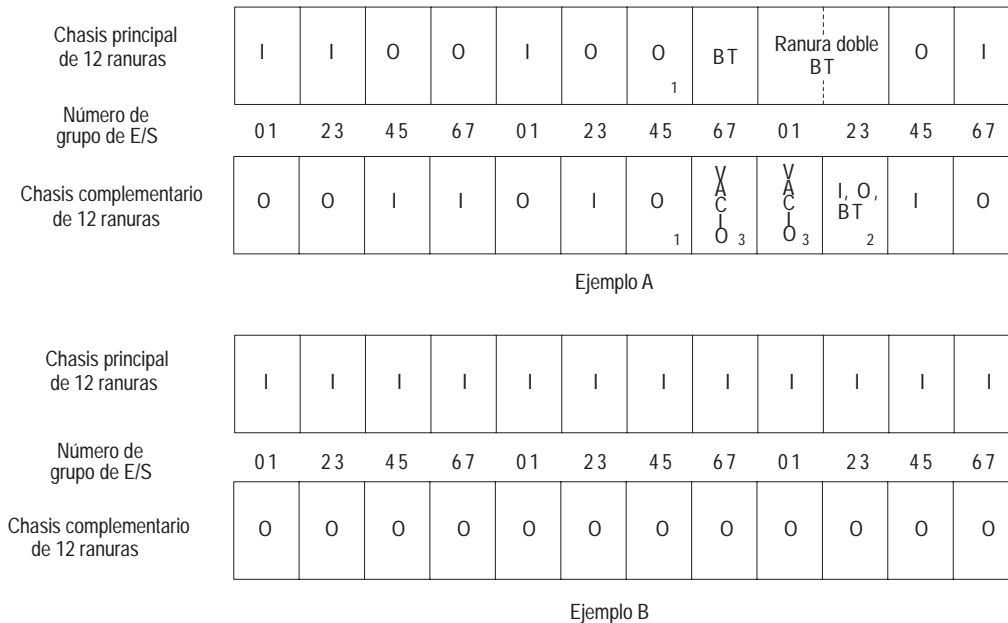 Chasis principal
de 12 ranuras
I I O O I O O 1 BT Ranura doble BT O I
Número de
grupo de E/S
01 23 45 67 01 23 45 67 01 23 45 67
Chasis complementario
de 12 ranuras
O O I I O I O 1 VACIO 3 VACIO 3 I, O, BT 2 I O
Ejemplo A
Chasis principal
de 12 ranuras
I I I I I I I I I I I I
Número de
grupo de E/S
01 23 45 67 01 23 45 67 01 23 45 67
Chasis complementario
de 12 ranuras
O O O O O O O O O O O O
Ejemplo B